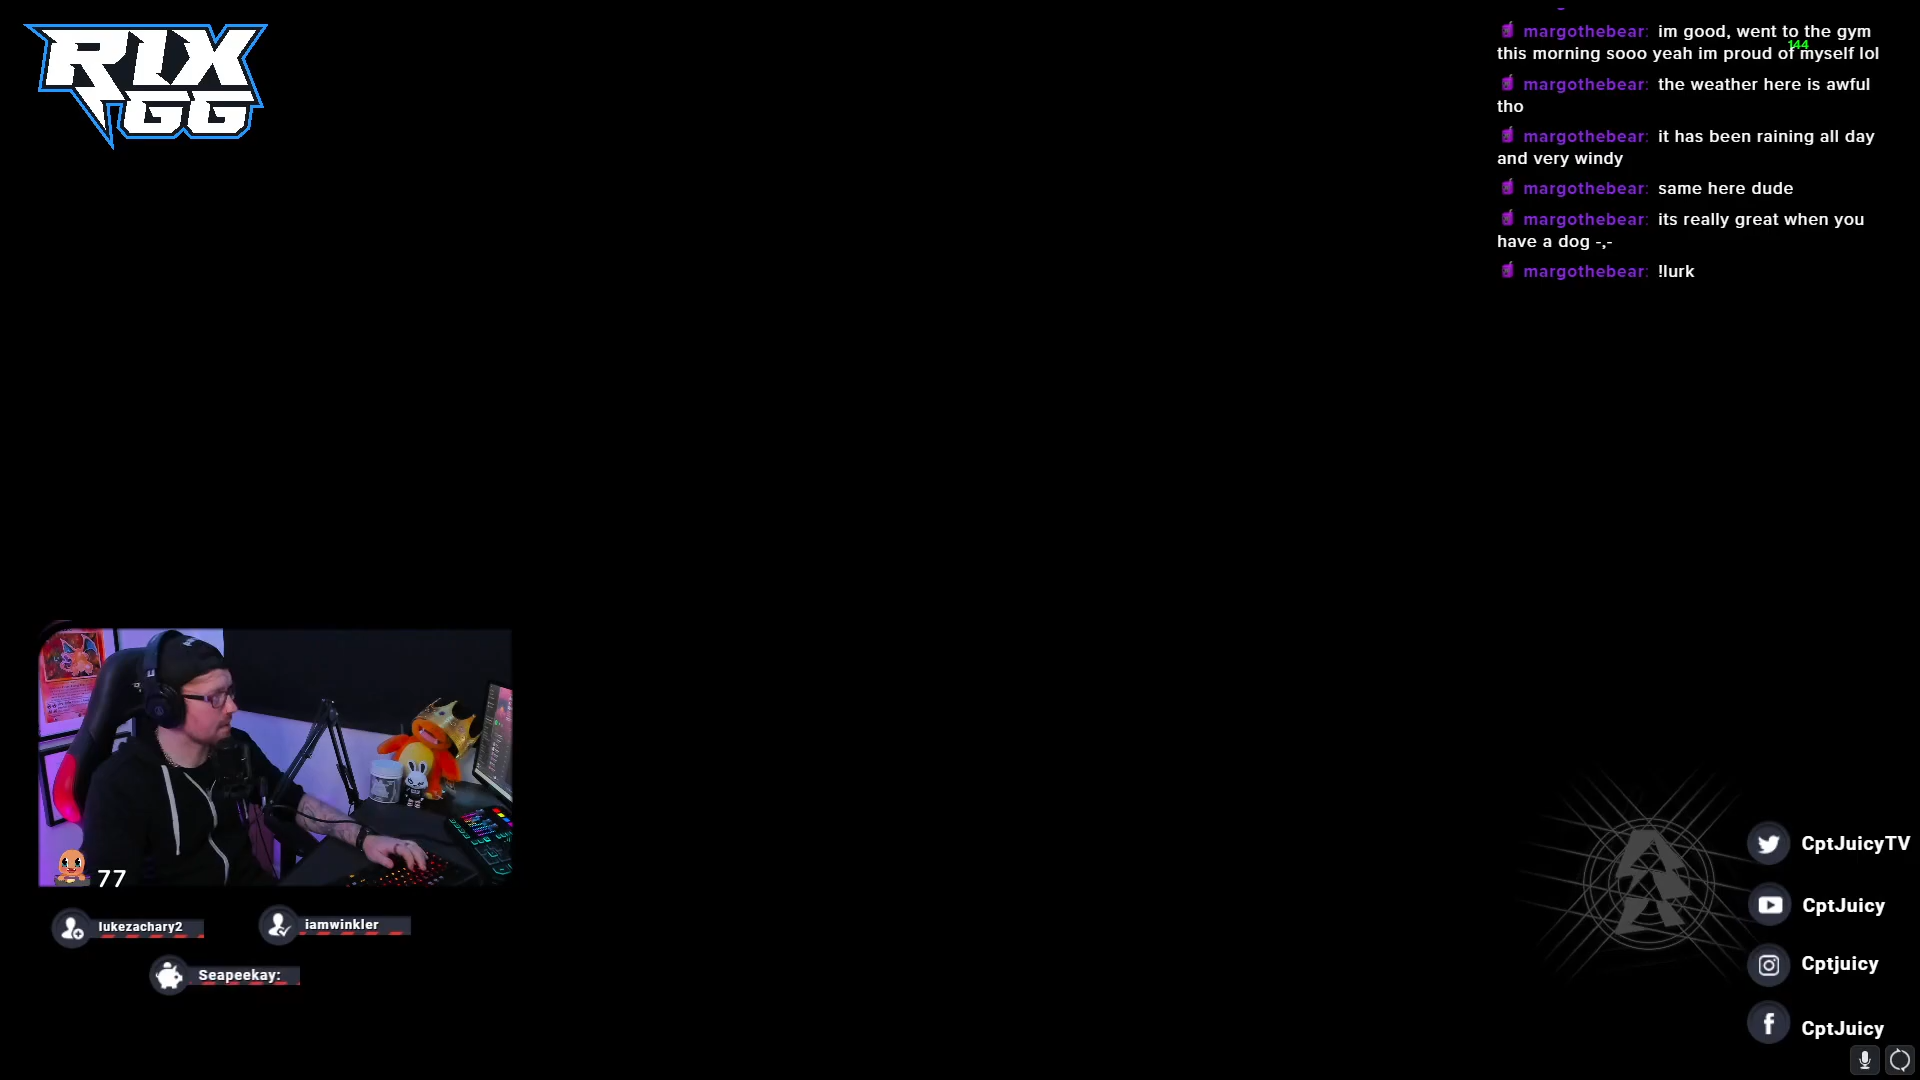 RIX
GG
margothebear: im good, went to the gym
this morning sooo yeah im proud of myself lol
144
margothebear: the weather here is awful
tho
margothebear: it has been raining all day
and very windy
margothebear: same here dude
margothebear: its really great when you
have a dog -,-
margothebear: !lurk
77
lukezachary2
iamwinkler
Seapeekay:
CptJuicyTV
CptJuicy
Cptjuicy
CptJuicy